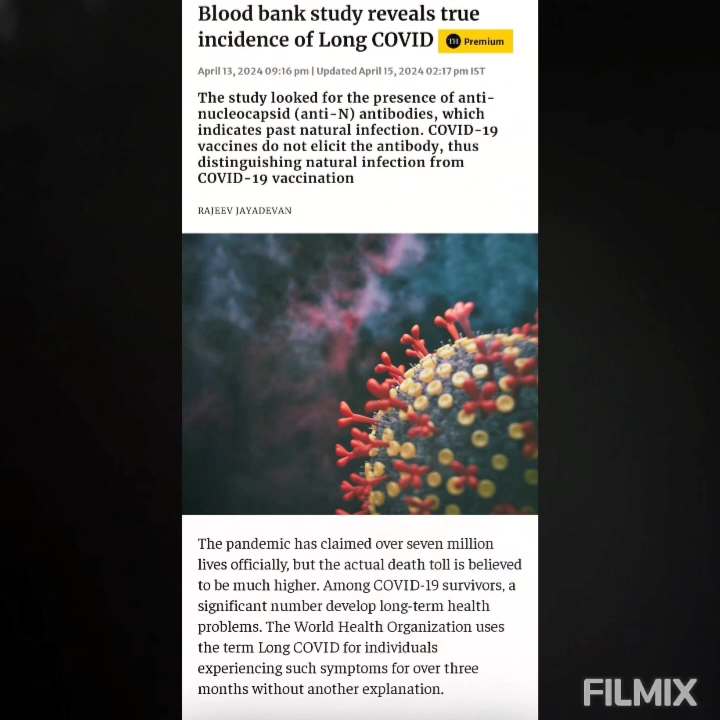 Blood bank study reveals true
incidence of Long COVID TH Premium
April 13, 2024 09:16 pm | Updated April 15, 2024 02:17 pm IST
The study looked for the presence of anti-
nucleocapsid (anti-N) antibodies, which
indicates past natural infection. COVID-19
vaccines do not elicit the antibody, thus
distinguishing natural infection from
COVID-19 vaccination
RAJEEV JAYADEVAN
The pandemic has claimed over seven million
lives officially, but the actual death toll is believed
to be much higher. Among COVID-19 survivors, a
significant number develop long-term health
problems. The World Health Organization uses
the term Long COVID for individuals
experiencing such symptoms for over three
months without another explanation.
FILMIX